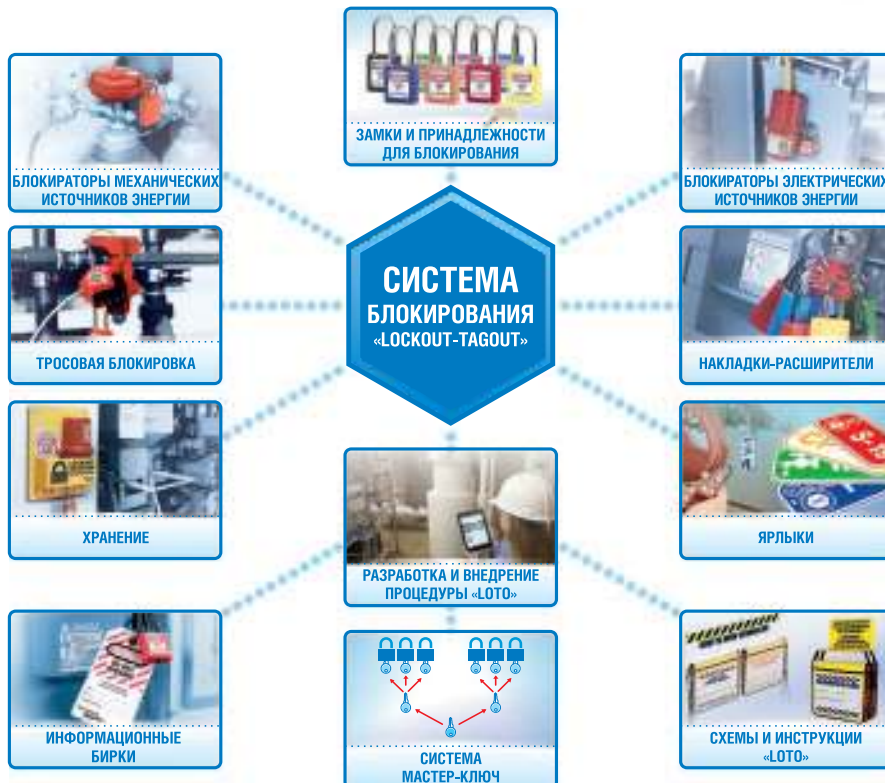 ЗАМКИ И ПРИНАДЛЕЖНОСТИ
ДЛЯ БЛОКИРОВАНИЯ
БЛОКИРАТОРЫ МЕХАНИЧЕСКИХ
ИСТОЧНИКОВ ЭНЕРГИИ
БЛОКИРАТОРЫ ЭЛЕКТРИЧЕСКИХ
ИСТОЧНИКОВ ЭНЕРГИИ
СИСТЕМА
БЛОКИРОВАНИЯ
«LOCKOUT-TAGOUT»
ТРОСОВАЯ БЛОКИРОВКА
НАКЛАДКИ-РАСШИРИТЕЛИ
ХРАНЕНИЕ
ЯРЛЫКИ
РАЗРАБОТКА И ВНЕДРЕНИЕ
ПРОЦЕДУРЫ «LOTO»
ИНФОРМАЦИОННЫЕ
БИРКИ
СИСТЕМА
МАСТЕР-КЛЮЧ
СХЕМЫ И ИНСТРУКЦИИ
«LOTO»